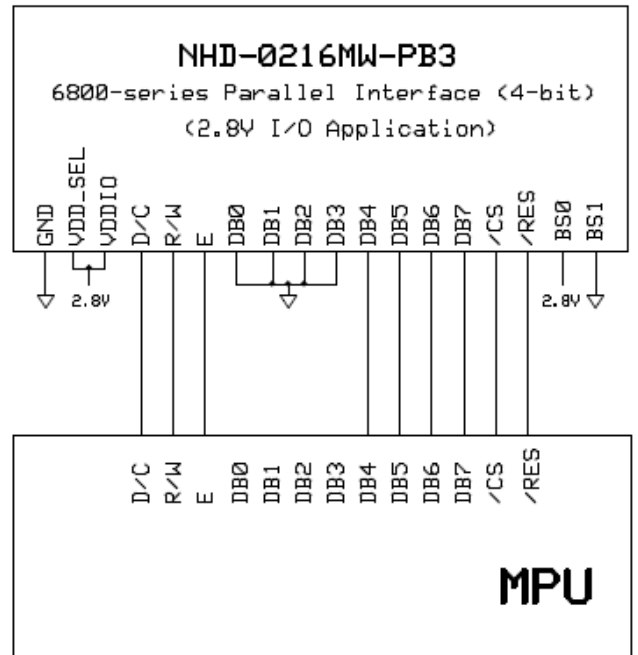 NHD-0216MW-PB3
6800-series Parallel Interface (4-bit)
(2.8V I/O Application)
GND
VDD_SEL
VDDIO
D/C
R/W
E
DB0
DB1
DB2
DB3
DB4
DB5
DB6
DB7
/CS
/RES
BS0
BS1
2.8V
2.8V
D/C
R/W
E
DB0
DB1
DB2
DB3
DB4
DB5
DB6
DB7
/CS
/RES
MPU